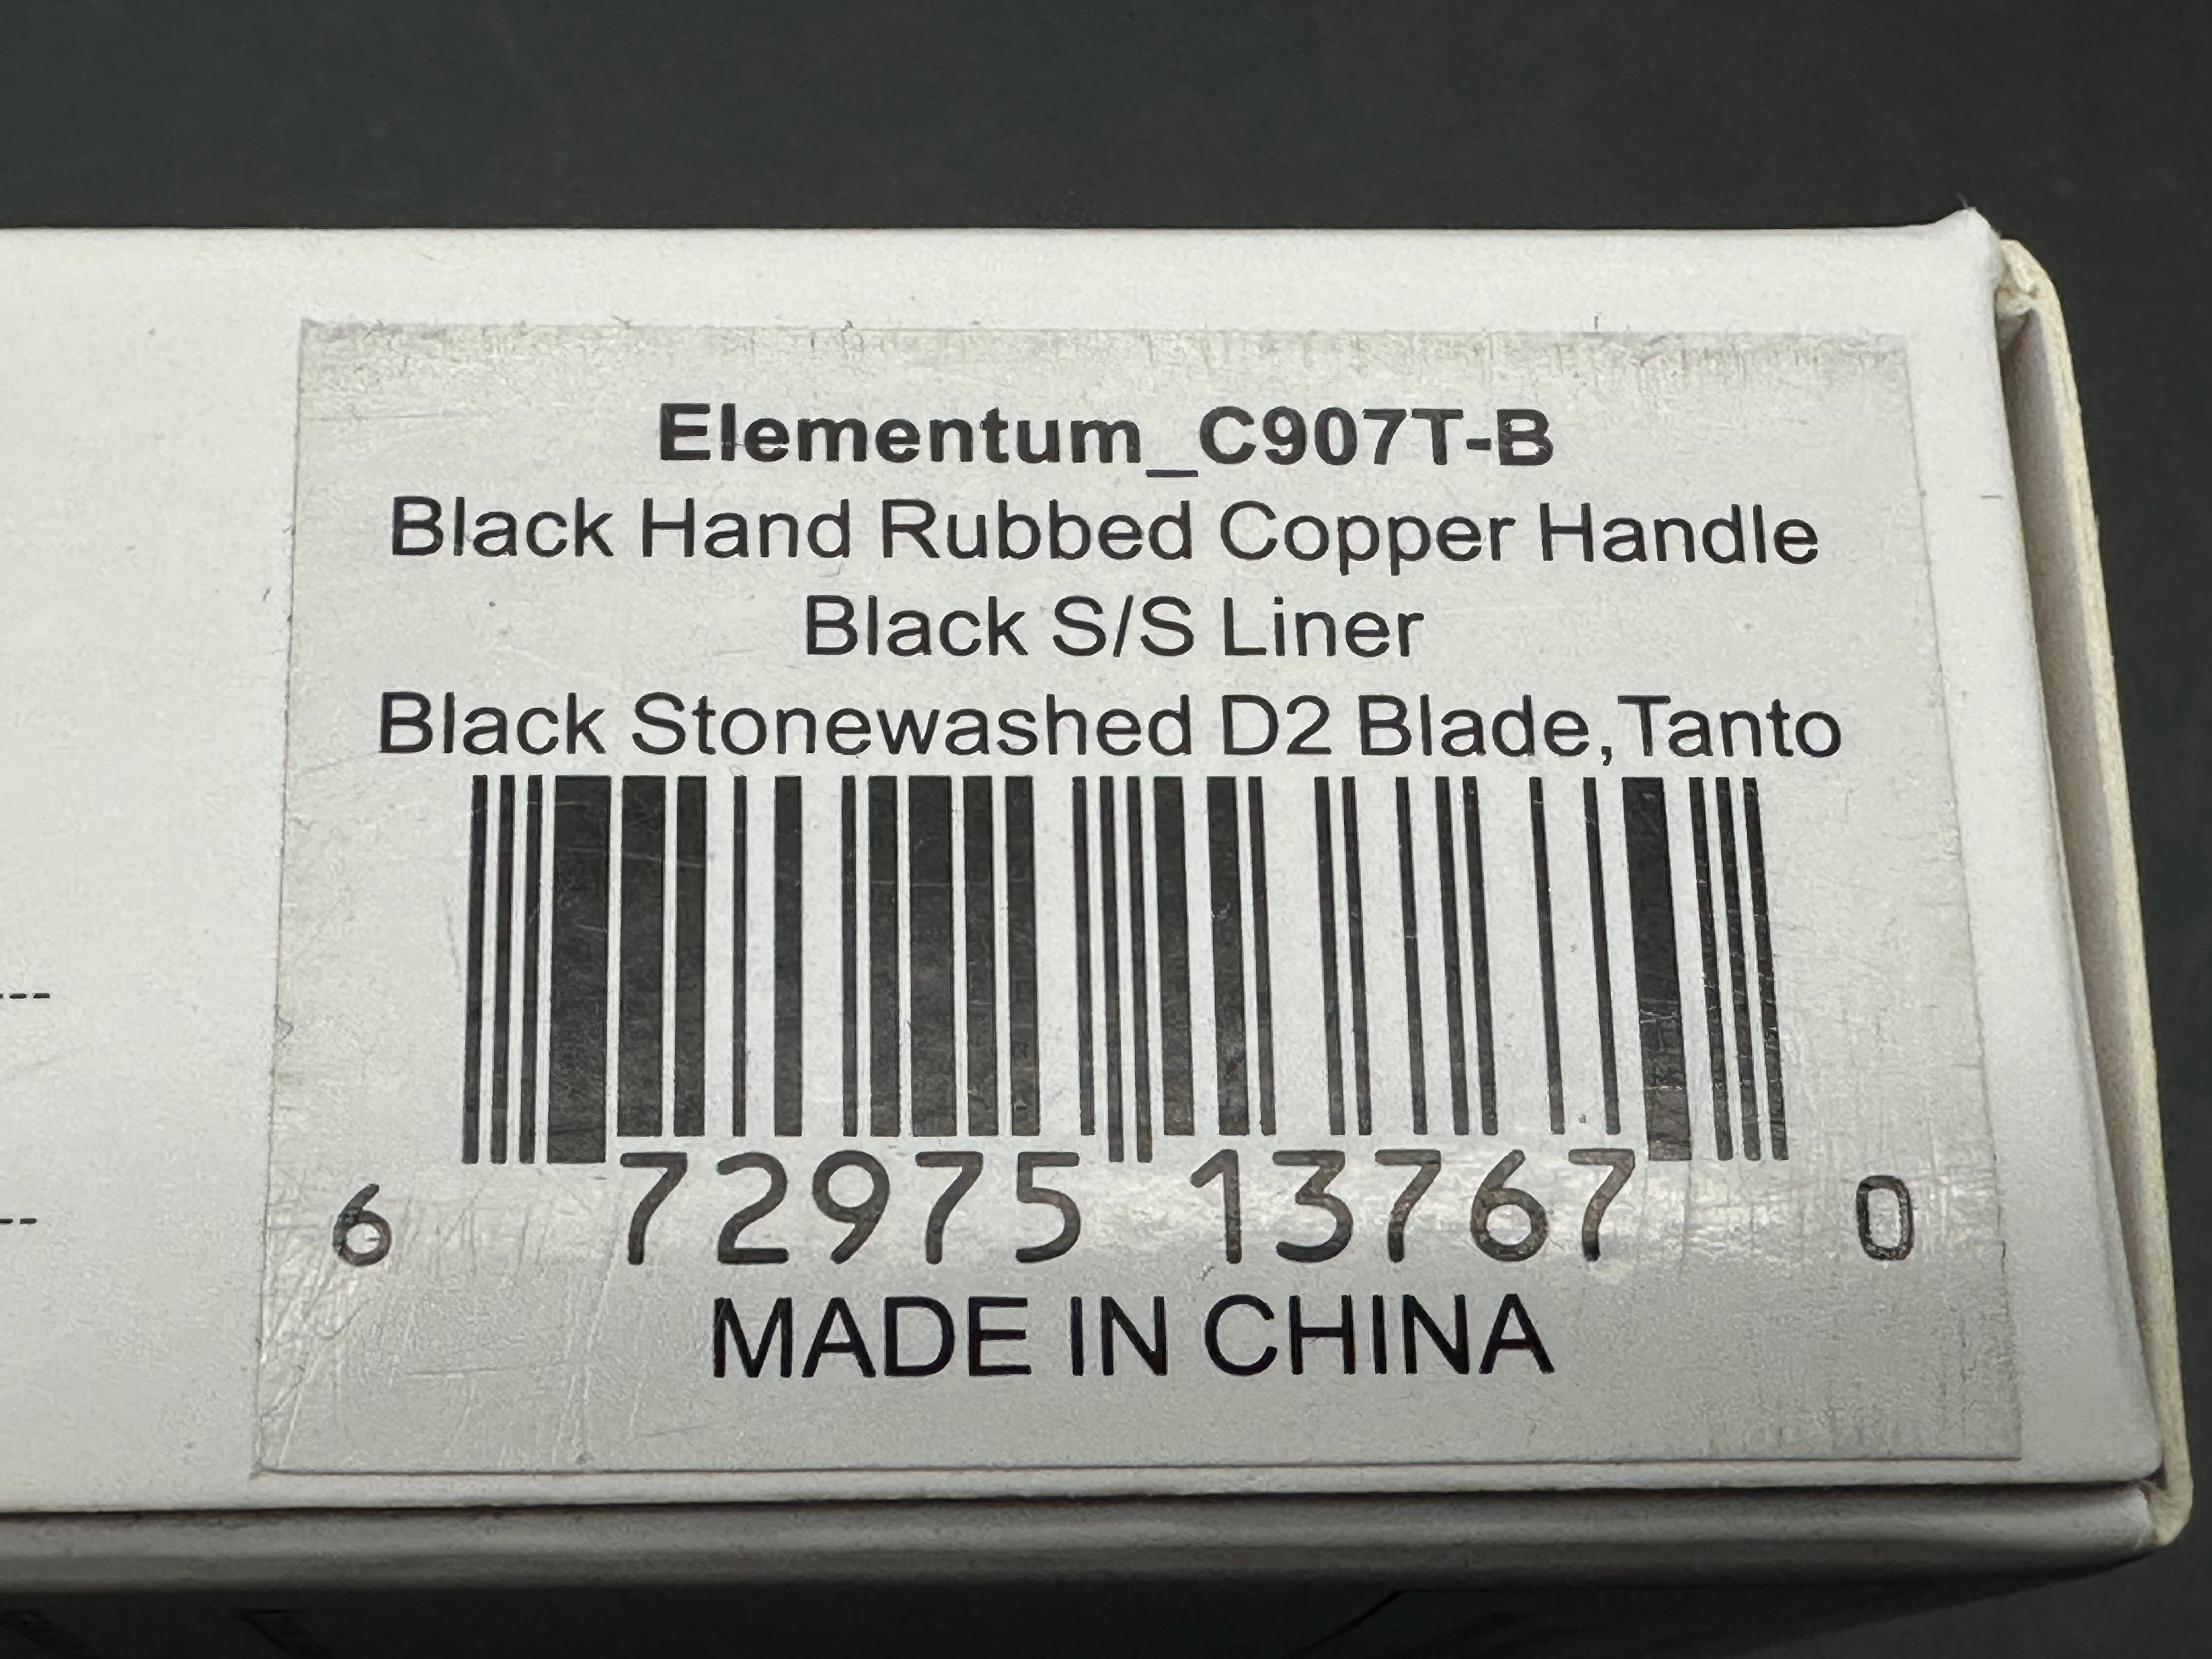 Elementum_C907T-B
Black Hand Rubbed Copper Handle
Black S/S Liner
Black Stonewashed D2 Blade,Tanto
6 72975 13767 0
MADE IN CHINA